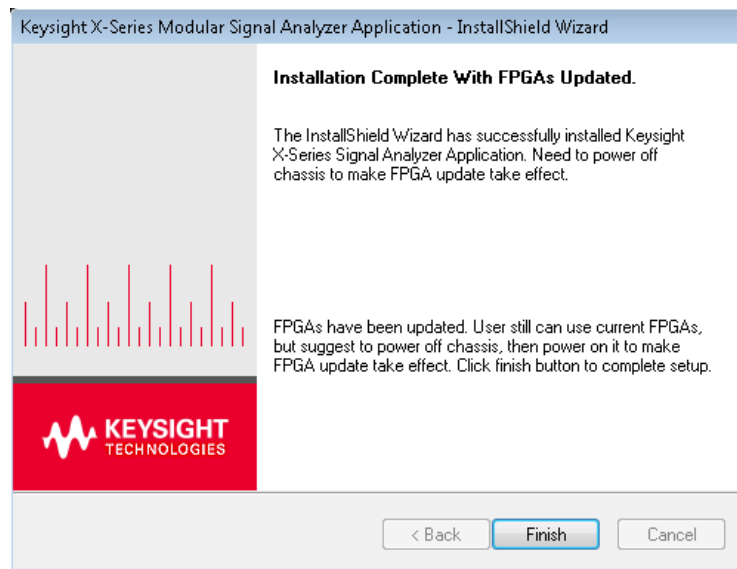 Keysight X-Series Modular Signal Analyzer Application - InstallShield Wizard
Installation Complete With FPGAs Updated.
The InstallShield Wizard has successfully installed Keysight
X-Series Signal Analyzer Application. Need to power off
chassis to make FPGA update take effect.
FPGAs have been updated. User still can use current FPGAs,
but suggest to power off chassis, then power on it to make
FPGA update take effect. Click finish button to complete setup.
KEYSIGHT
TECHNOLOGIES
< Back
Finish
Cancel